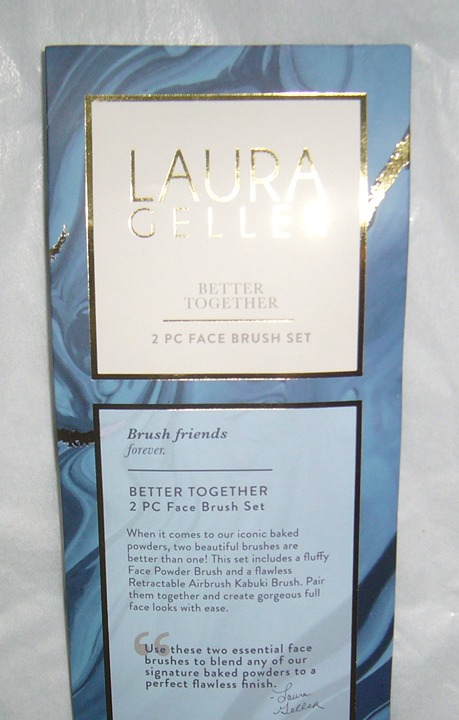 LAURA
GELLER
BETTER
TOGETHER
2 PC FACE BRUSH SET
Brush friends
forever.
BETTER TOGETHER
2 PC Face Brush Set
When it comes to our iconic baked
powders, two beautiful brushes are
better than one! This set includes a fluffy
Face Powder Brush and a flawless
Retractable Airbrush Kabuki Brush. Pair
them together and create gorgeous full
face looks with ease.
“Use these two essential face
brushes to blend any of our
signature baked powders to a
perfect flawless finish.
- Laura
Geller